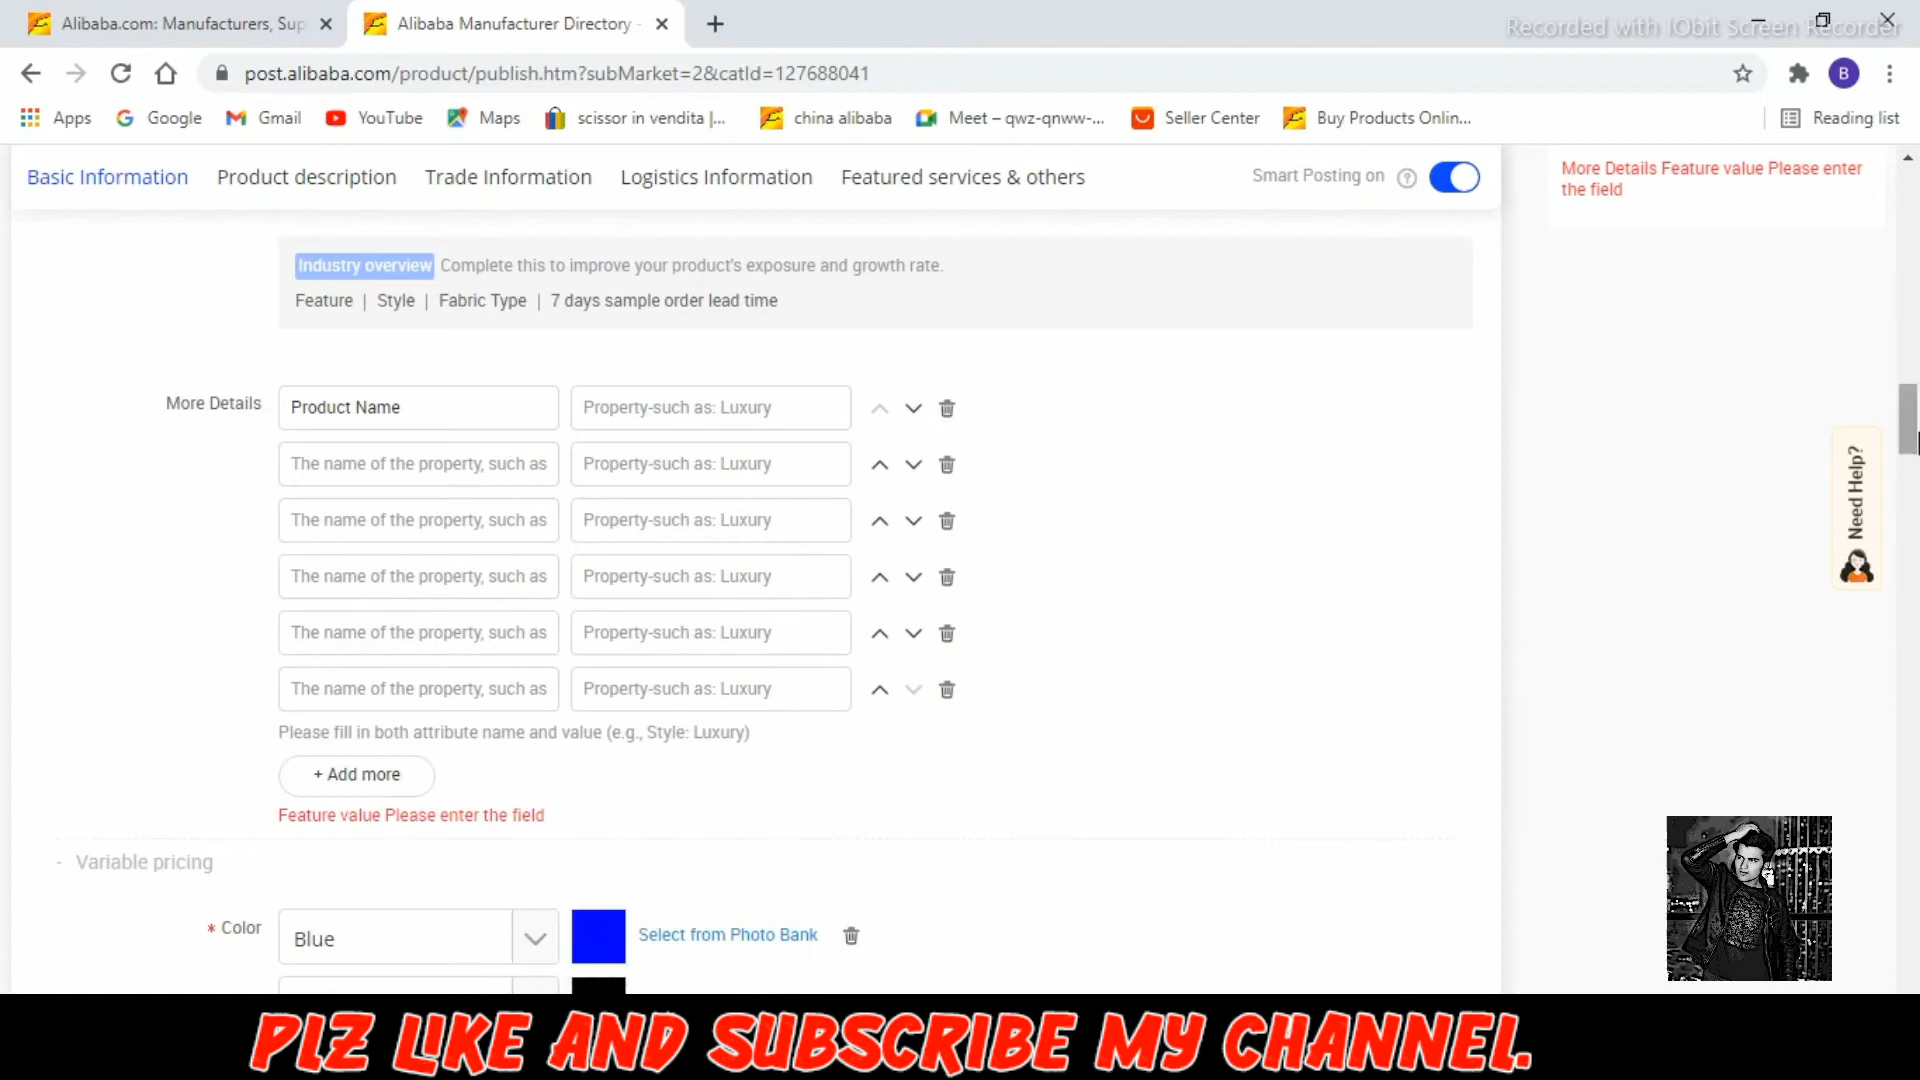 Alibaba.com: Manufacturers, Sup
Alibaba Manufacturer Directory -
Recorded with IObit Screen Recorder
post.alibaba.com/product/publish.htm?subMarket=2&catId=127688041
B
Apps
Google
Gmail
YouTube
Maps
scissor in vendita |...
china alibaba
Meet – qwz-qnww-...
Seller Center
Buy Products Onlin...
Reading list
Basic Information
Product description
Trade Information
Logistics Information
Featured services & others
Smart Posting on ?
More Details Feature value Please enter
the field
Industry overview Complete this to improve your product's exposure and growth rate.
Feature | Style | Fabric Type | 7 days sample order lead time
More Details
Product Name
Property-such as: Luxury
The name of the property, such as
Property-such as: Luxury
The name of the property, such as
Property-such as: Luxury
The name of the property, such as
Property-such as: Luxury
The name of the property, such as
Property-such as: Luxury
The name of the property, such as
Property-such as: Luxury
Please fill in both attribute name and value (e.g., Style: Luxury)
+ Add more
Feature value Please enter the field
Need Help?
- Variable pricing
* Color
Blue
Select from Photo Bank
PLZ LIKE AND SUBSCRIBE MY CHANNEL.